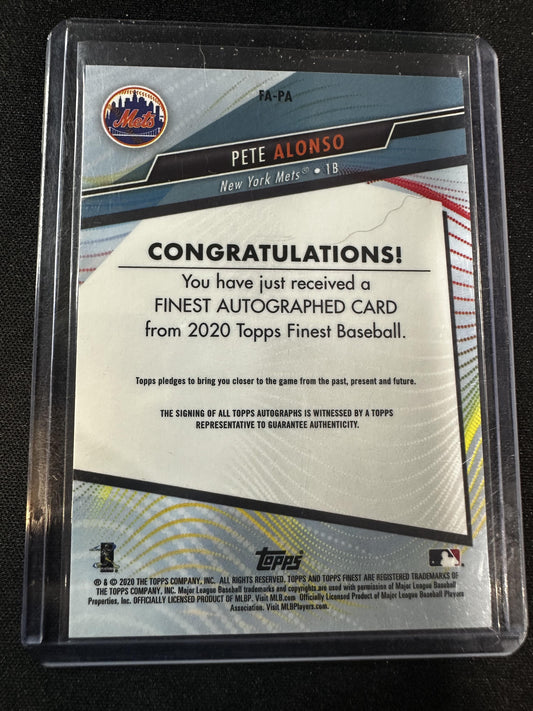 FA-PA
Mets
PETE ALONSO
New York Mets® • 1B
CONGRATULATIONS!
You have just received a
FINEST AUTOGRAPHED CARD
from 2020 Topps Finest Baseball.
Topps pledges to bring you closer to the game from the past, present and future.
THE SIGNING OF ALL TOPPS AUTOGRAPHS IS WITNESSED BY A TOPPS
REPRESENTATIVE TO GUARANTEE AUTHENTICITY.
topps
® & © 2020 THE TOPPS COMPANY, INC. ALL RIGHTS RESERVED. TOPPS AND TOPPS FINEST ARE REGISTERED TRADEMARKS OF
THE TOPPS COMPANY, INC. Major League Baseball trademarks and copyrights are used with permission of Major League Baseball
Properties, Inc. OFFICIALLY LICENSED PRODUCT OF MLBP. Visit MLB.com Officially Licensed Product of Major League Baseball Players
Association. Visit MLBPlayers.com.